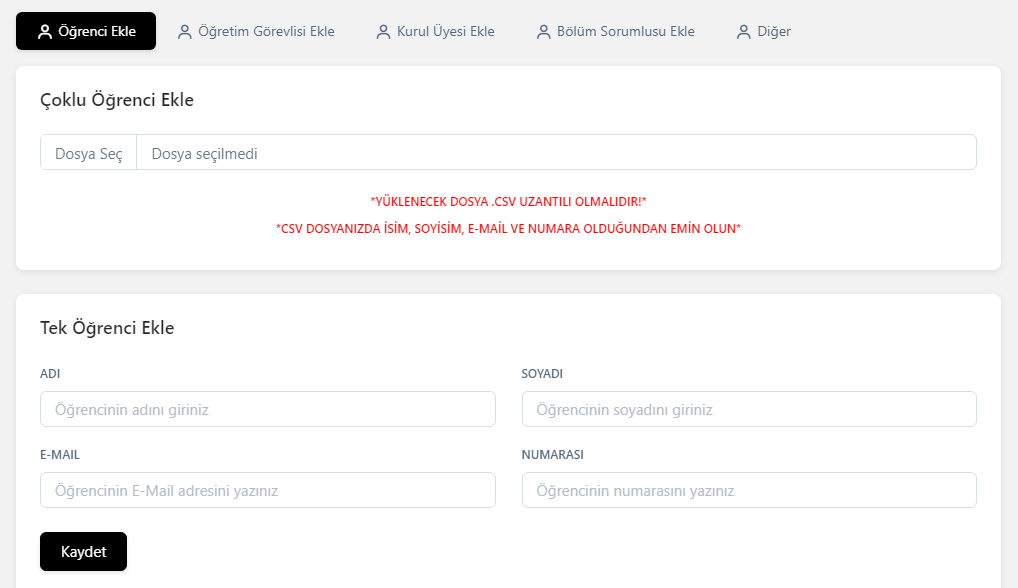 Öğrenci Ekle Öğretim Görevlisi Ekle Kurul Üyesi Ekle Bölüm Sorumlusu Ekle Diğer
Çoklu Öğrenci Ekle
Dosya Seç Dosya seçilmedi
*YÜKLENECEK DOSYA .CSV UZANTILI OLMALIDIR!*
*CSV DOSYANIZDA İSİM, SOYİSİM, E-MAİL VE NUMARA OLDUĞUNDAN EMİN OLUN*
Tek Öğrenci Ekle
ADI SOYADI
Öğrencinin adını giriniz Öğrencinin soyadını giriniz
E-MAIL NUMARASI
Öğrencinin E-Mail adresini yazınız Öğrencinin numarasını yazınız
Kaydet